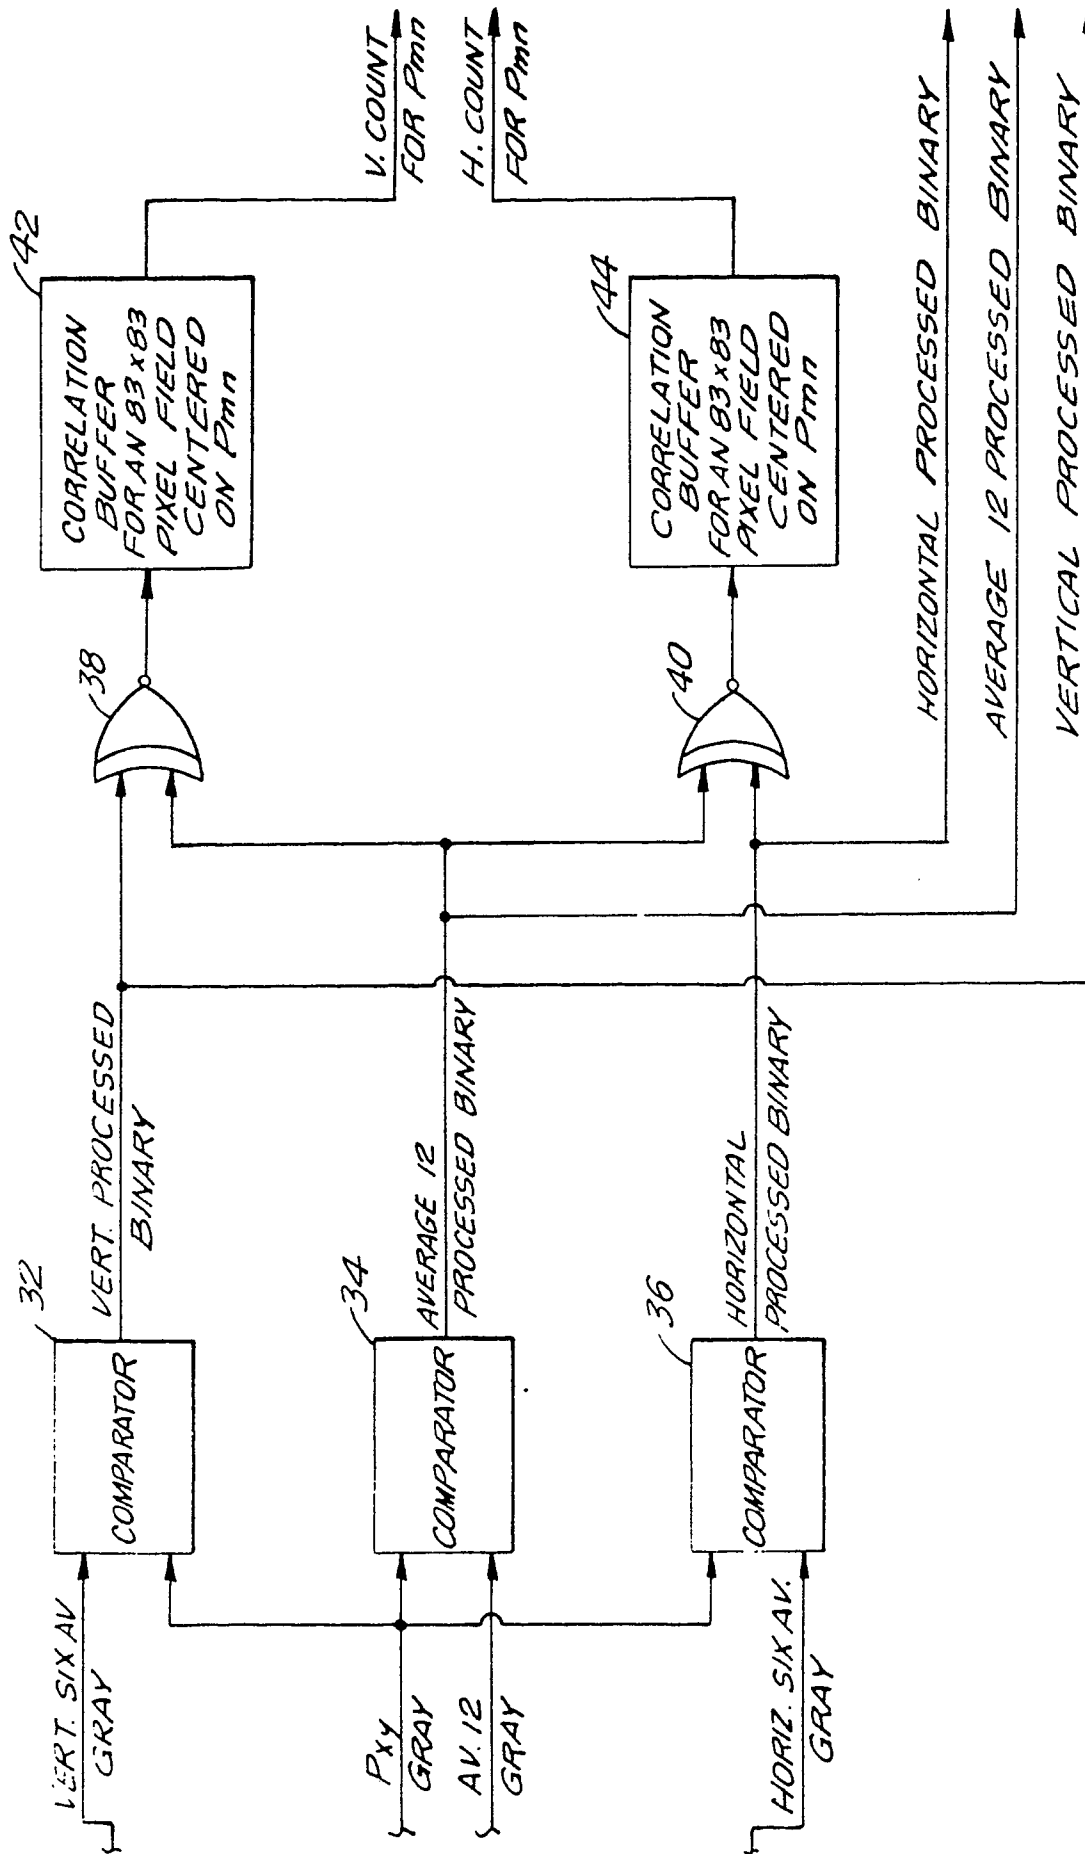 VERT. SIX AV
GRAY
Pxy
GRAY
AV. 12
GRAY
HORIZ. SIX AV.
GRAY
32
COMPARATOR
34
COMPARATOR
36
COMPARATOR
VERT. PROCESSED
BINARY
AVERAGE 12
PROCESSED BINARY
HORIZONTAL
PROCESSED BINARY
38
40
42
CORRELATION
BUFFER
FOR AN 83 x 83
PIXEL FIELD
CENTERED
ON Pmn
44
CORRELATION
BUFFER
FOR AN 83 x 83
PIXEL FIELD
CENTERED
ON Pmn
V. COUNT
FOR Pmn
H. COUNT
FOR Pmn
HORIZONTAL PROCESSED BINARY
AVERAGE 12 PROCESSED BINARY
VERTICAL PROCESSED BINARY